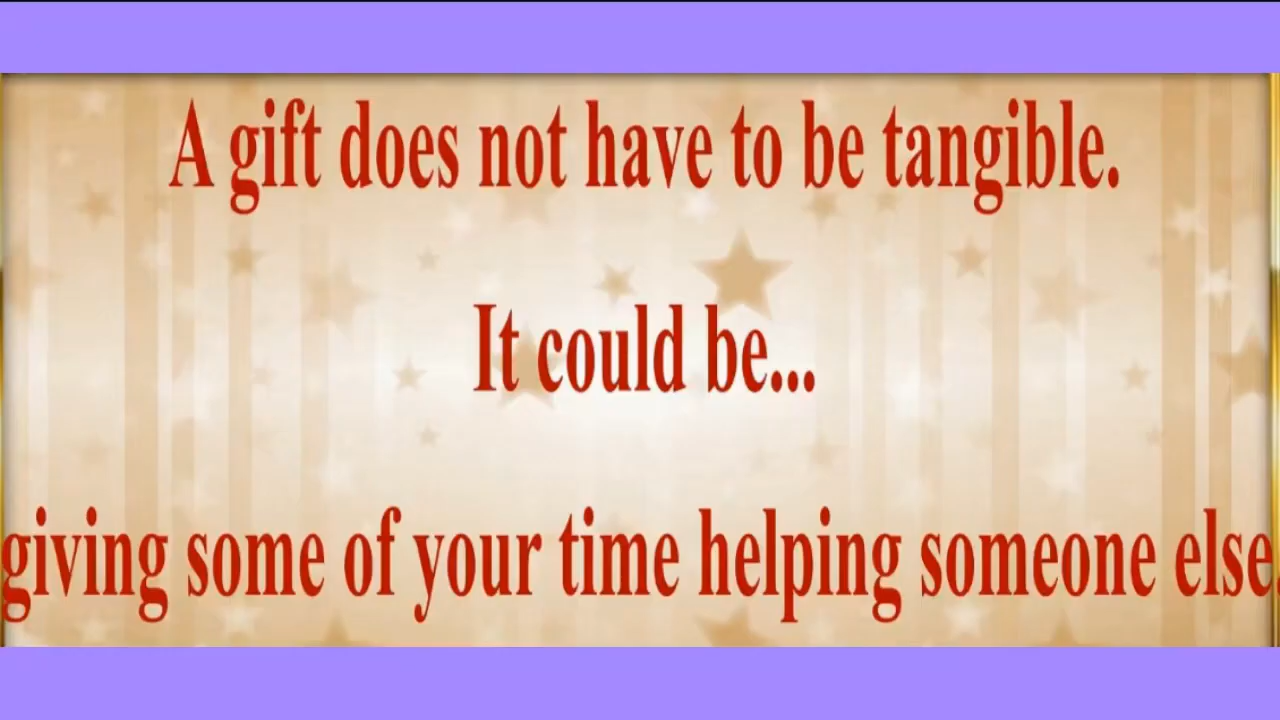 A gift does not have to be tangible.
It could be...
giving some of your time helping someone else.